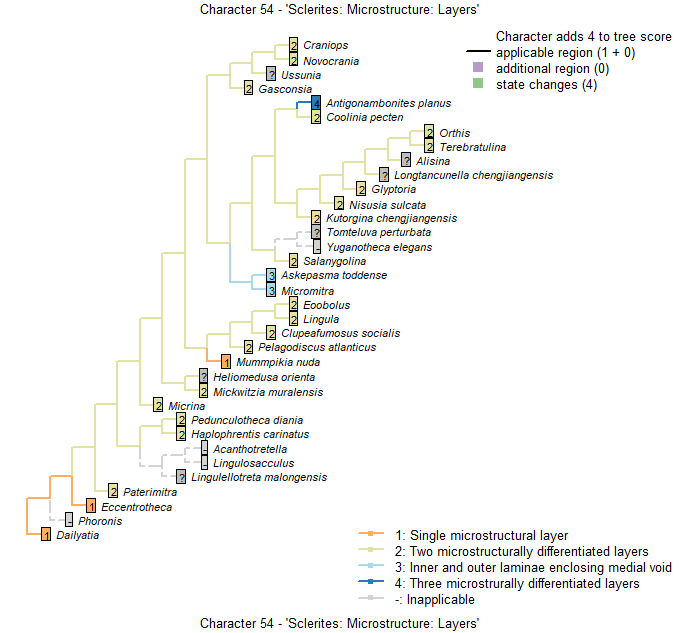 Character 54 - 'Sclerites: Microstructure: Layers'
Character adds 4 to tree score
applicable region (1 + 0)
additional region (0)
state changes (4)
2 Craniops
2 Novocrania
? Ussunia
2 Gasconsia
4 Antigonambonites planus
2 Coolinia pecten
2 Orthis
2 Terebratulina
? Alisina
? Longtancunella chengjiangensis
2 Glyptoria
2 Nisusia sulcata
2 Kutorgina chengjiangensis
? Tomteluva perturbata
- Yuganotheca elegans
2 Salanygolina
3 Askepasma toddense
3 Micromitra
2 Eoobolus
2 Lingula
2 Clupeafumosus socialis
2 Pelagodiscus atlanticus
1 Mummpikia nuda
? Heliomedusa orienta
2 Mickwitzia muralensis
2 Micrina
2 Pedunculotheca diania
2 Haplophrentis carinatus
- Acanthotretella
- Lingulosacculus
? Lingulellotreta malongensis
2 Paterimitra
1 Eccentrotheca
- Phoronis
1 Dailyatia
1: Single microstructural layer
2: Two microstructurally differentiated layers
3: Inner and outer laminae enclosing medial void
4: Three microstrurally differentiated layers
-: Inapplicable
Character 54 - 'Sclerites: Microstructure: Layers'